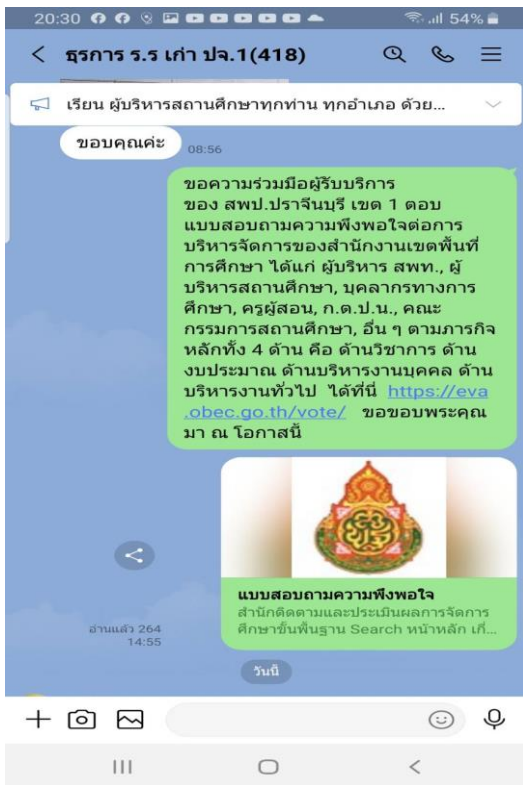 20:30
54%
ธุรการ ร.ร เก่า ปจ.1(418)
เรียน ผู้บริหารสถานศึกษาทุกท่าน ทุกอำเภอ ด้วย...
ขอบคุณค่ะ
08:56
ขอความร่วมมือผู้รับบริการ
ของ สพป.ปราจีนบุรี เขต 1 ตอบ
แบบสอบถามความพึงพอใจต่อการ
บริหารจัดการของสำนักงานเขตพื้นที่
การศึกษา ได้แก่ ผู้บริหาร สพท., ผู้
บริหารสถานศึกษา, บุคลากรทางการ
ศึกษา, ครูผู้สอน, ก.ต.ป.น., คณะ
กรรมการสถานศึกษา, อื่น ๆ ตามภารกิจ
หลักทั้ง 4 ด้าน คือ ด้านวิชาการ ด้าน
งบประมาณ ด้านบริหารงานบุคคล ด้าน
บริหารงานทั่วไป ได้ที่นี่ https://eva
.obec.go.th/vote/ ขอขอบพระคุณ
มา ณ โอกาสนี้
แบบสอบถามความพึงพอใจ
สำนักติดตามและประเมินผลการจัดการ
ศึกษาขั้นพื้นฐาน Search หน้าหลัก เกี่...
อ่านแล้ว 264
14:55
วันนี้